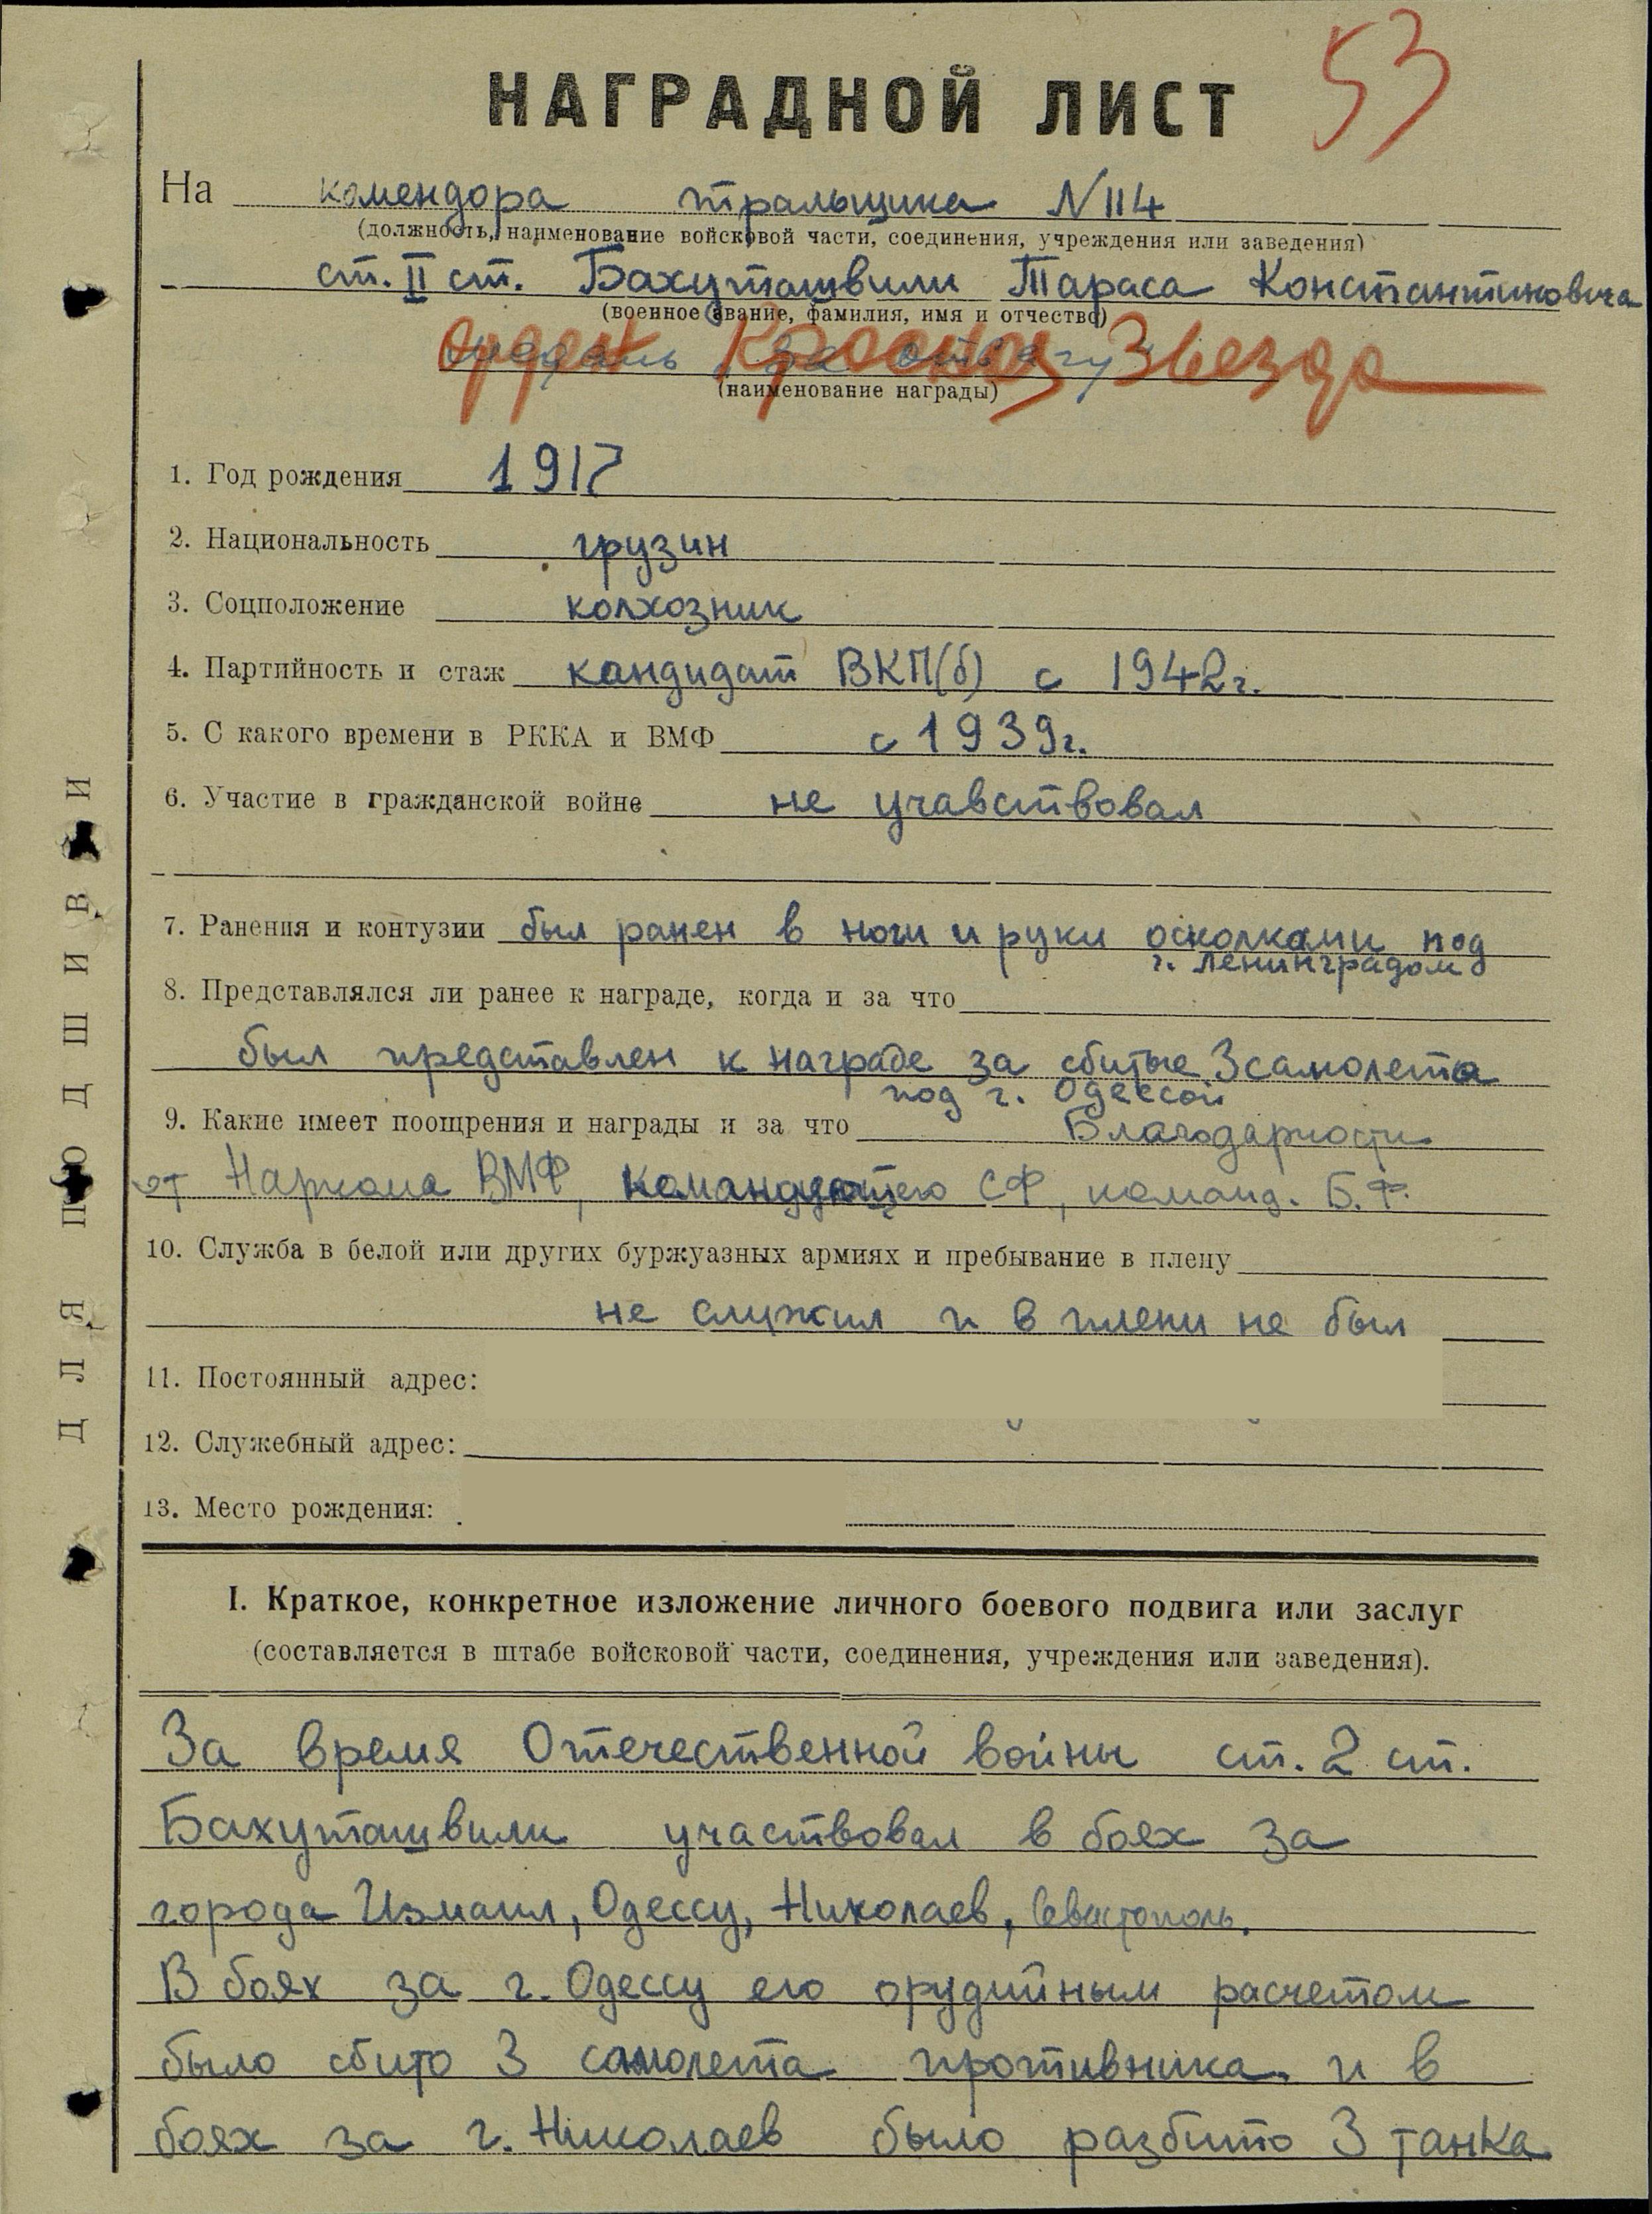 53
НАГРАДНОЙ ЛИСТ
На комендора тральщика N 114
(должность, наименование войсковой части, соединения, учреждения или заведения)
ст. II ст. Бахуташвили Тараса Константиновича
(военное звание, фамилия, имя и отчество)
медаль "За отвагу"
орден Красная Звезда
(наименование награды)
1. Год рождения 1917
2. Национальность грузин
3. Соцположение колхозник
4. Партийность и стаж кандидат ВКП(б) с 1942 г.
5. С какого времени в РККА и ВМФ с 1939 г.
6. Участие в гражданской войне не учавствовал
7. Ранения и контузии был ранен в ноги и руки осколками под
г. Ленинградом
8. Представлялся ли ранее к награде, когда и за что
был представлен к награде за сбитые 3 самолета
под г. Одессой
9. Какие имеет поощрения и награды и за что Благодарности
от Наркома ВМФ, командующего СФ, команд. Б.Ф.
10. Служба в белой или других буржуазных армиях и пребывание в плену
не служил и в плени не был
11. Постоянный адрес:
12. Служебный адрес:
13. Место рождения:
I. Краткое, конкретное изложение личного боевого подвига или заслуг
(составляется в штабе войсковой части, соединения, учреждения или заведения).
За время Отечественной войны ст. 2 ст.
Бахуташвили участвовал в боях за
города Измаил, Одессу, Николаев, Севастополь.
В боях за г. Одессу его орудийным расчетом
было сбито 3 самолета противника и в
боях за г. Николаев было разбито 3 танка
ДЛЯ ПОДШИВКИ